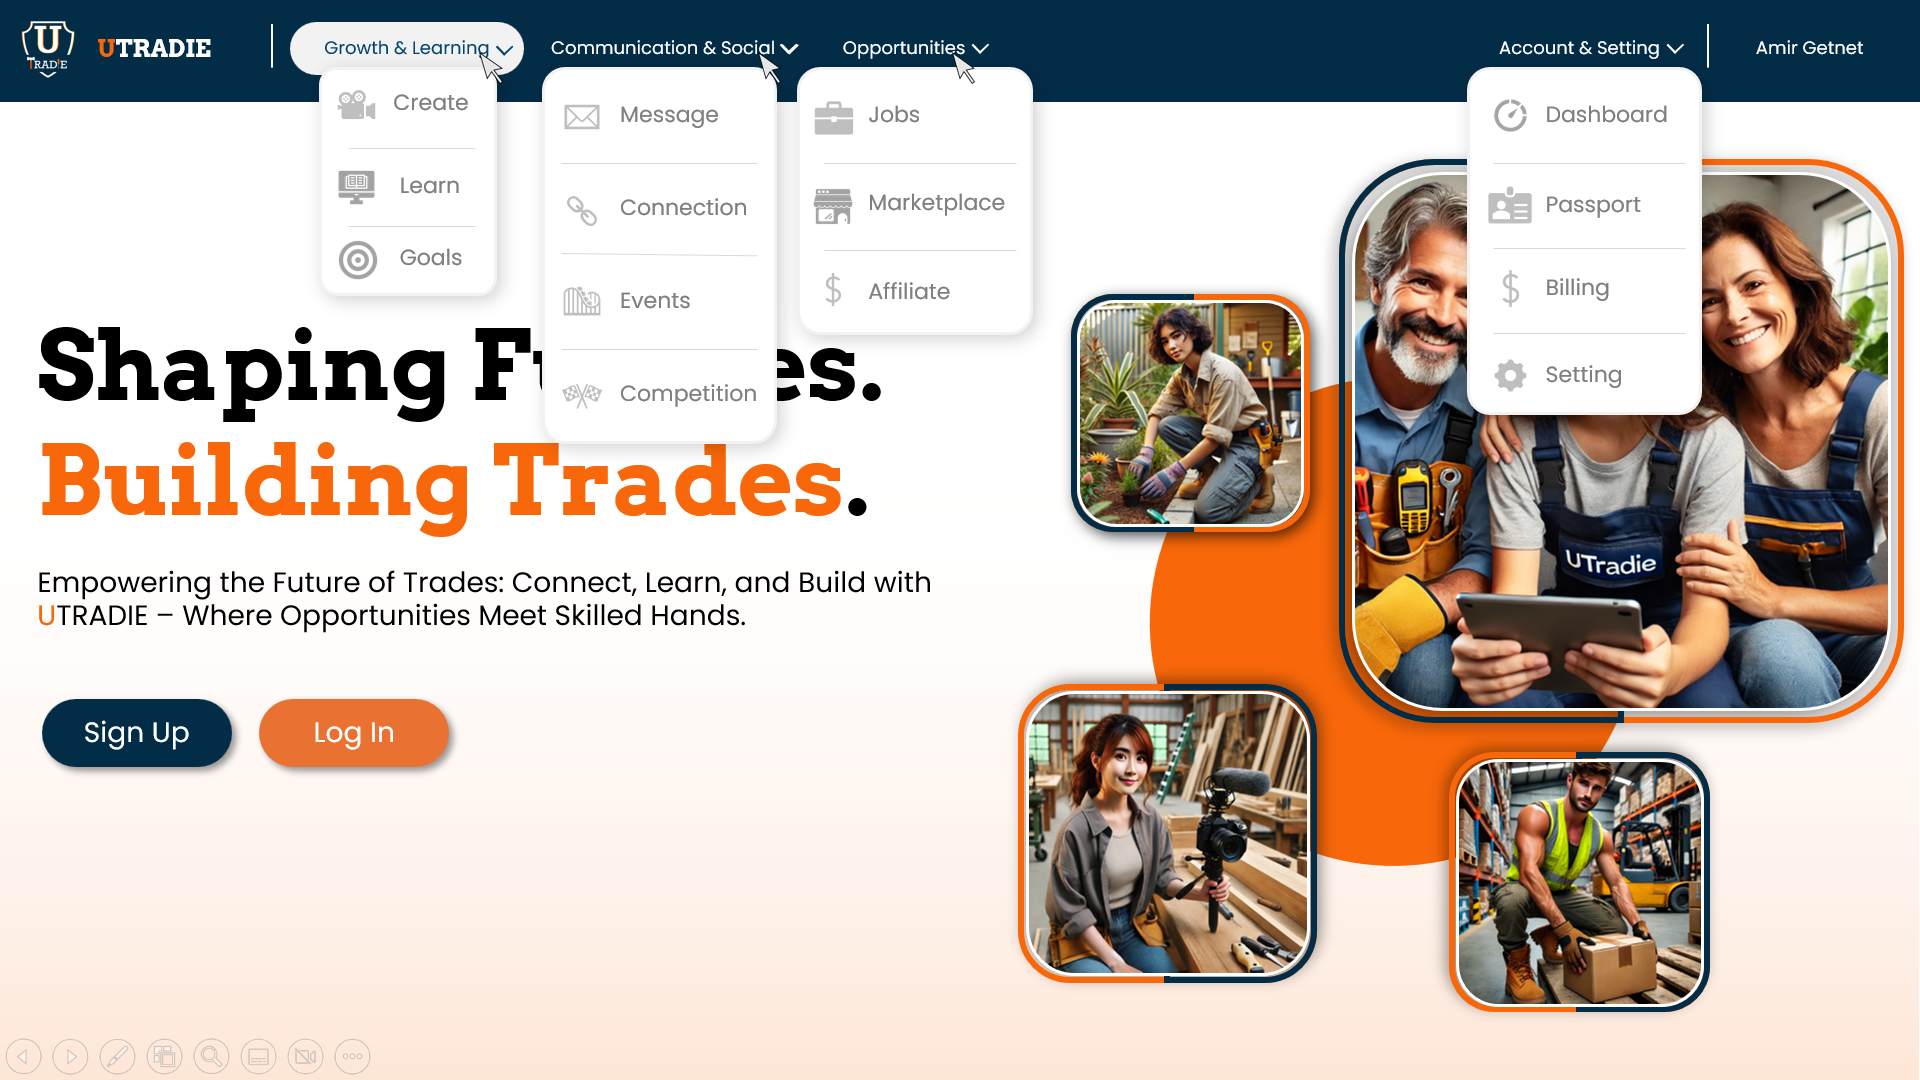 U
TRADIE
UTRADIE
Growth & Learning
Communication & Social
Opportunities
Account & Setting
Amir Getnet
Create
Learn
Goals
Message
Connection
Events
Competition
Jobs
Marketplace
Affiliate
Dashboard
Passport
Billing
Setting
Shaping F es.
Building Trades.
Empowering the Future of Trades: Connect, Learn, and Build with
UTRADIE – Where Opportunities Meet Skilled Hands.
Sign Up
Log In
UTradie